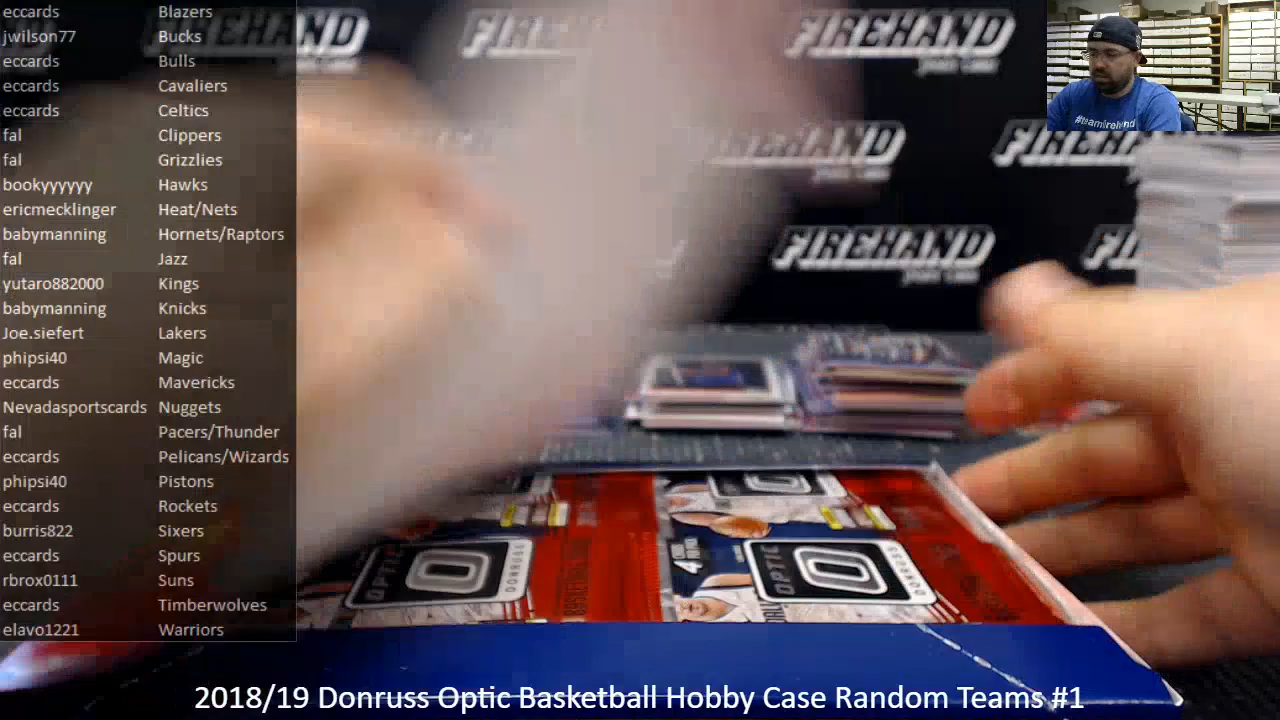 eccards Blazers
jwilson77 Bucks
eccards Bulls
eccards Cavaliers
eccards Celtics
fal Clippers
fal Grizzlies
bookyyyyyy Hawks
ericmecklinger Heat/Nets
babymanning Hornets/Raptors
fal Jazz
yutaro882000 Kings
babymanning Knicks
Joe.siefert Lakers
phipsi40 Magic
eccards Mavericks
Nevadasportscards Nuggets
fal Pacers/Thunder
eccards Pelicans/Wizards
phipsi40 Pistons
eccards Rockets
burris822 Sixers
eccards Spurs
rbrox0111 Suns
eccards Timberwolves
elavo1221 Warriors
FIREHAND
FIREHAND
FIREHAND
OPTIC DONRUSS
OPTIC DONRUSS
4
2018/19 Donruss Optic Basketball Hobby Case Random Teams #1